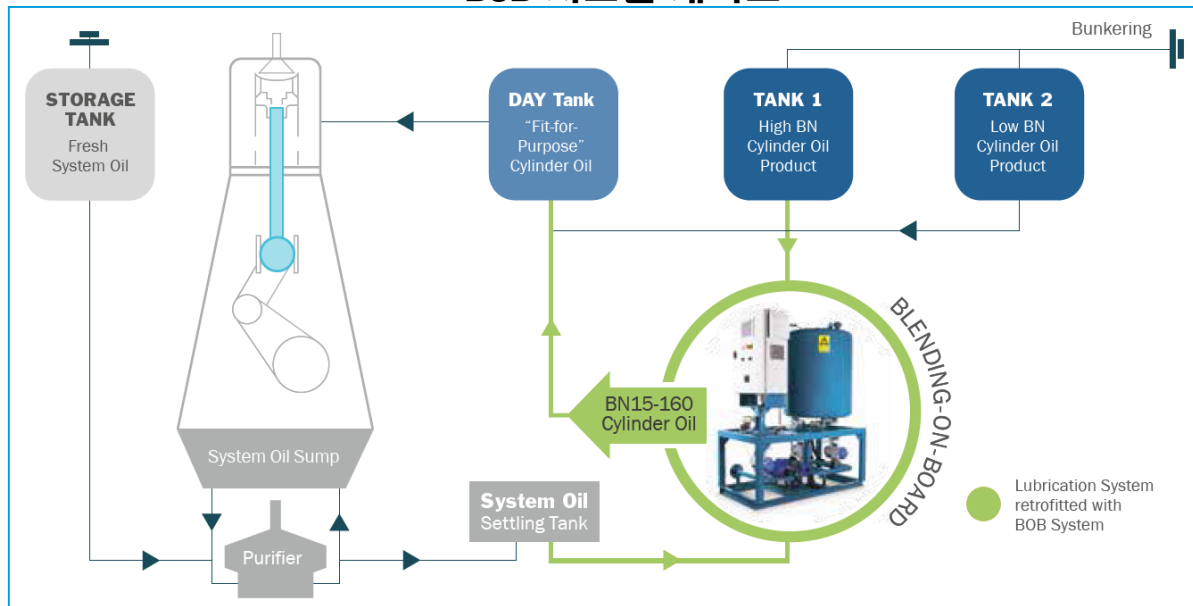 STORAGE
TANK
Fresh
System Oil
DAY Tank
"Fit-for-
Purpose"
Cylinder Oil
TANK 1
High BN
Cylinder Oil
Product
Bunkering
TANK 2
Low BN
Cylinder Oil
Product
BN15-160
Cylinder Oil
BLENDING-ON-BOARD
System Oil Sump
Purifier
System Oil
Settling Tank
Lubrication System
retrofitted with
BOB System